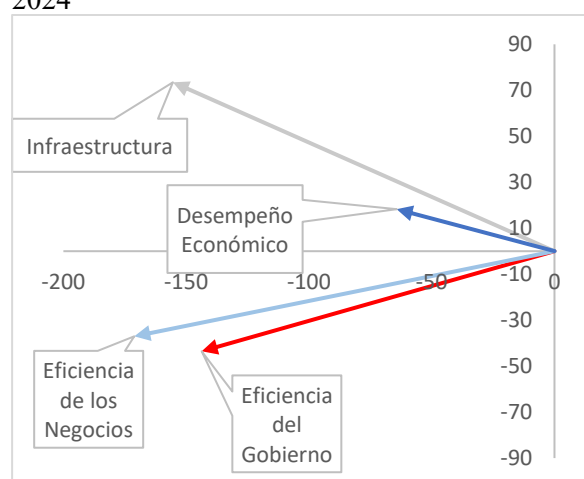 2024
90
70
50
30
10
-10
-30
-50
-70
-90
-200
-150
-100
-50
0
Infraestructura
Desempeño
Económico
Eficiencia
de los
Negocios
Eficiencia
del
Gobierno